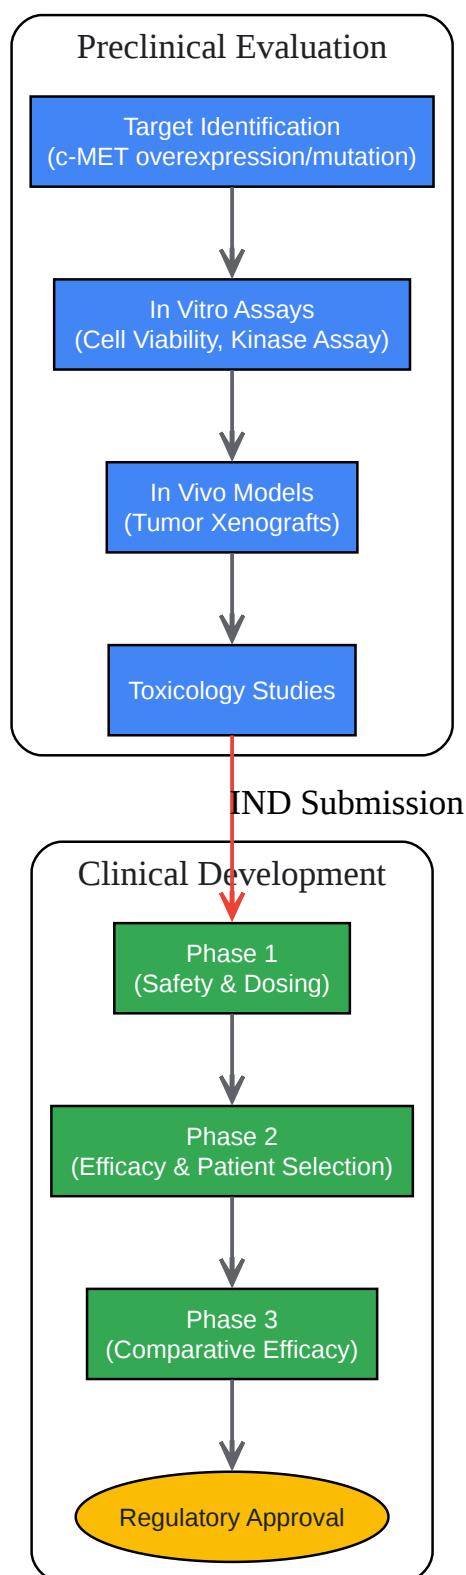 Preclinical Evaluation
Target Identification
(c-MET overexpression/mutation)
In Vitro Assays
(Cell Viability, Kinase Assay)
In Vivo Models
(Tumor Xenografts)
Toxicology Studies
IND Submission
Clinical Development
Phase 1
(Safety & Dosing)
Phase 2
(Efficacy & Patient Selection)
Phase 3
(Comparative Efficacy)
Regulatory Approval